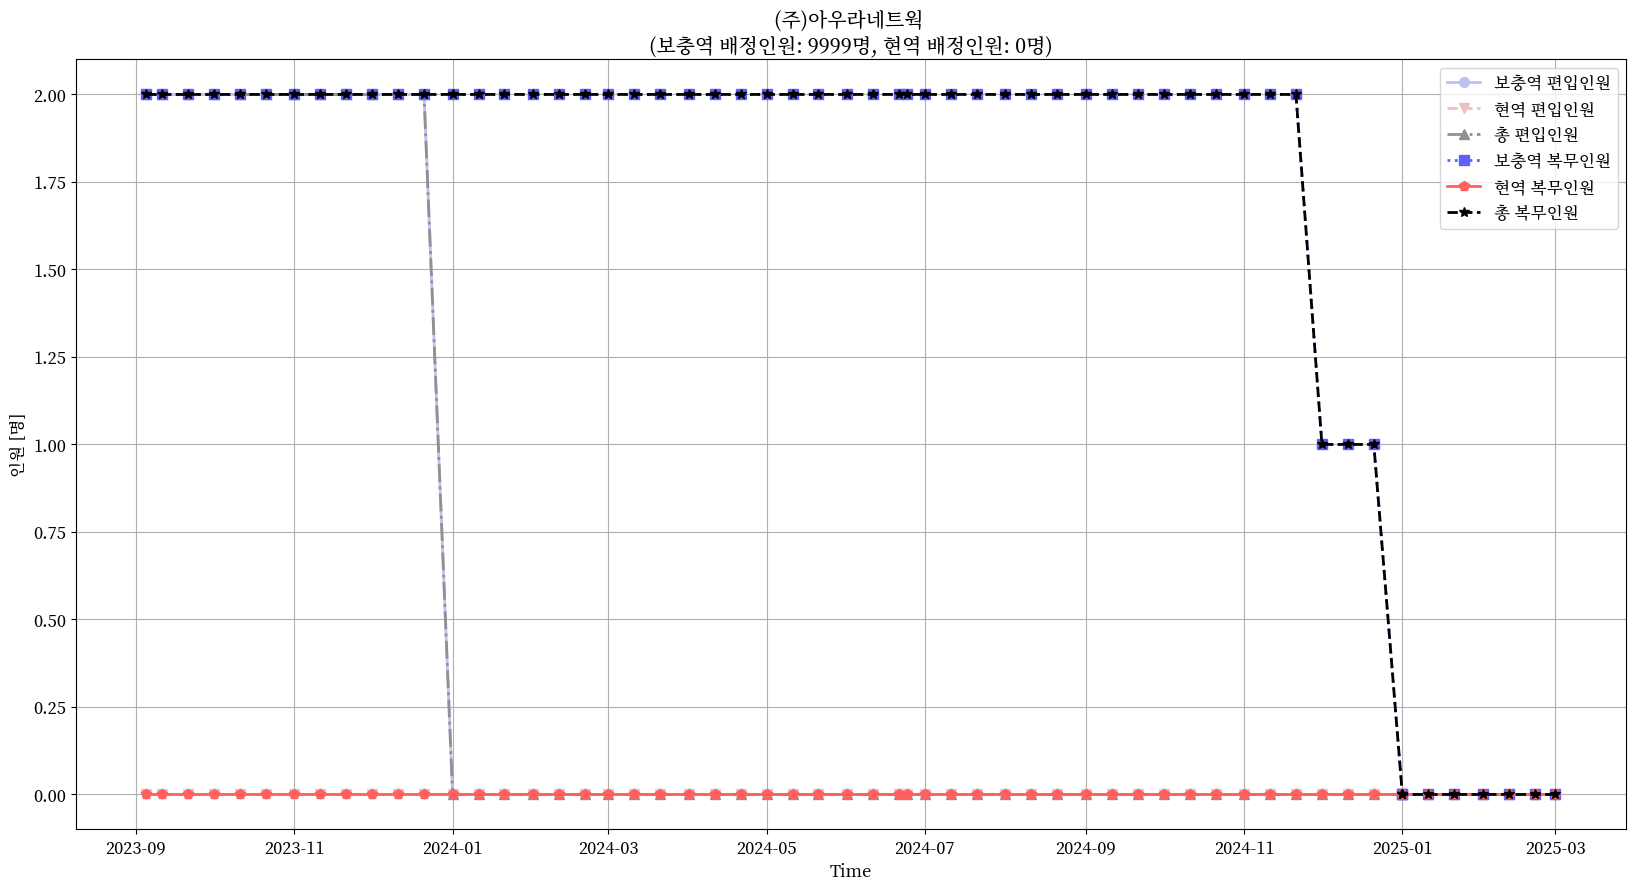 (주)아우라네트웍
(보충역 배정인원: 9999명, 현역 배정인원: 0명)
보충역 편입인원
현역 편입인원
총 편입인원
보충역 복무인원
현역 복무인원
총 복무인원
인원 [명]
2.00
1.75
1.50
1.25
1.00
0.75
0.50
0.25
0.00
2023-09 2023-11 2024-01 2024-03 2024-05 2024-07 2024-09 2024-11 2025-01 2025-03
Time